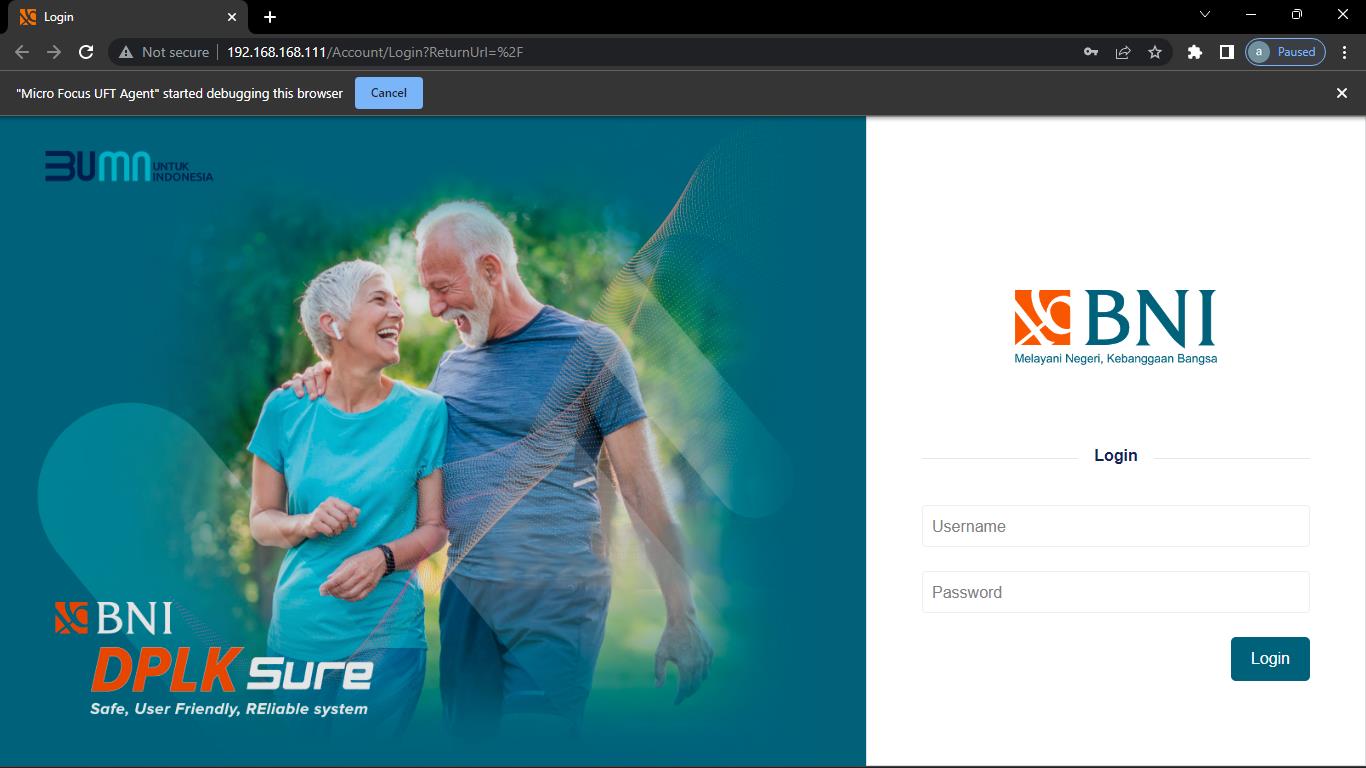 Login
Not secure
192.168.168.111/Account/Login?ReturnUrl=%2F
a Paused
"Micro Focus UFT Agent" started debugging this browser
Cancel
BUMN UNTUK
INDONESIA
BNI
Melayani Negeri, Kebanggaan Bangsa
Login
Username
Password
Login
BNI
DPLK Sure
Safe, User Friendly, REliable system